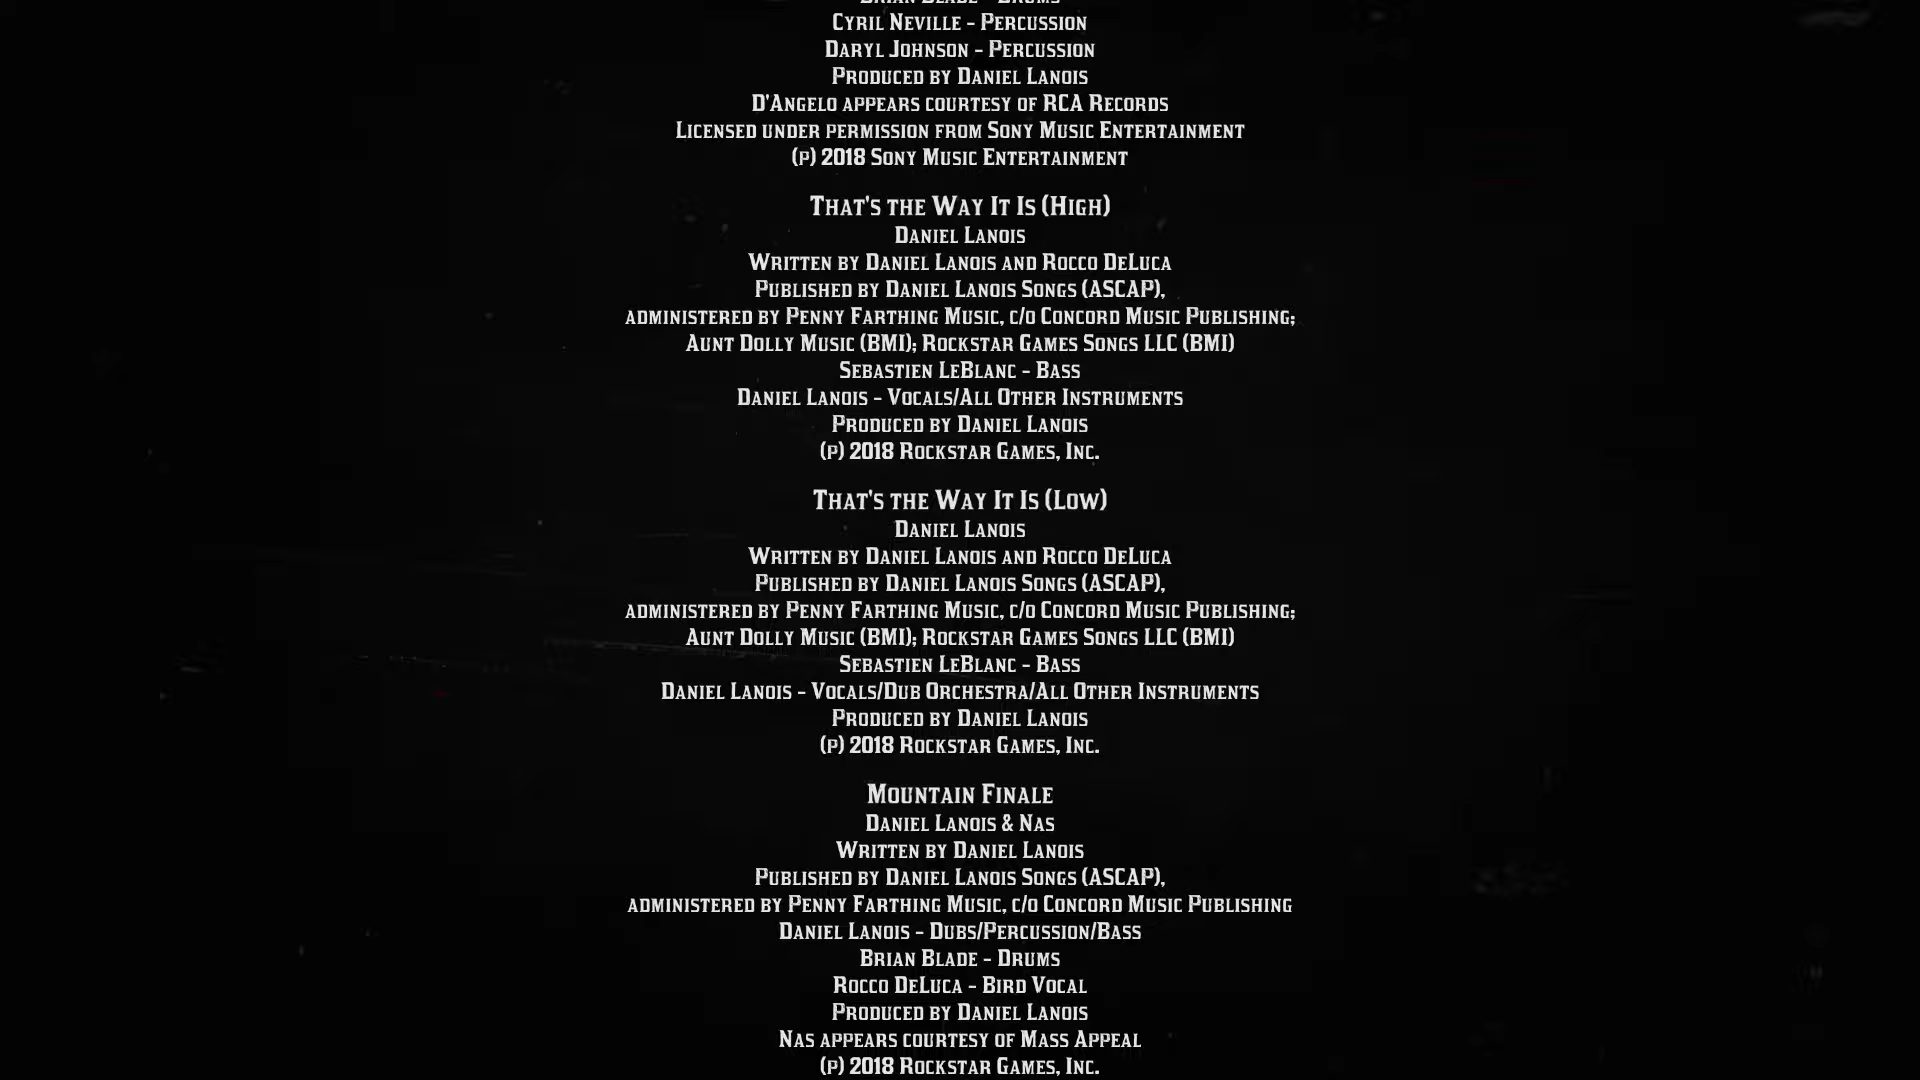 Brian Blade - Drums
Cyril Neville - Percussion
Daryl Johnson - Percussion
Produced by Daniel Lanois
D'Angelo appears courtesy of RCA Records
Licensed under permission from Sony Music Entertainment
(p) 2018 Sony Music Entertainment
That's the Way It Is (High)
Daniel Lanois
Written by Daniel Lanois and Rocco DeLuca
Published by Daniel Lanois Songs (ASCAP),
administered by Penny Farthing Music, c/o Concord Music Publishing;
Aunt Dolly Music (BMI); Rockstar Games Songs LLC (BMI)
Sebastien LeBlanc - Bass
Daniel Lanois - Vocals/All Other Instruments
Produced by Daniel Lanois
(p) 2018 Rockstar Games, Inc.
That's the Way It Is (Low)
Daniel Lanois
Written by Daniel Lanois and Rocco DeLuca
Published by Daniel Lanois Songs (ASCAP),
administered by Penny Farthing Music, c/o Concord Music Publishing;
Aunt Dolly Music (BMI); Rockstar Games Songs LLC (BMI)
Sebastien LeBlanc - Bass
Daniel Lanois - Vocals/Dub Orchestra/All Other Instruments
Produced by Daniel Lanois
(p) 2018 Rockstar Games, Inc.
Mountain Finale
Daniel Lanois & Nas
Written by Daniel Lanois
Published by Daniel Lanois Songs (ASCAP),
administered by Penny Farthing Music, c/o Concord Music Publishing
Daniel Lanois - Dubs/Percussion/Bass
Brian Blade - Drums
Rocco DeLuca - Bird Vocal
Produced by Daniel Lanois
Nas appears courtesy of Mass Appeal
(p) 2018 Rockstar Games, Inc.